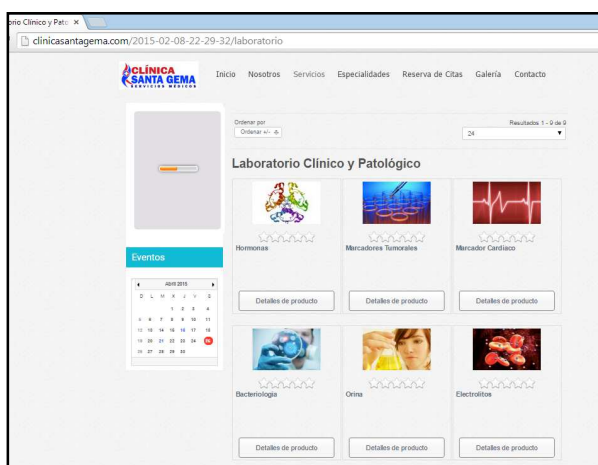 orio Clínico y Pato ×
clinicasantagema.com/2015-02-08-22-29-32/laboratorio
CLÍNICA
SANTA GEMA
SERVICIOS MÉDICOS
Inicio Nosotros Servicios Especialidades Reserva de Citas Galería Contacto
Ordenar por
Ordenar +/-
Resultados 1 - 9 de 9
24
Laboratorio Clínico y Patológico
Hormonas
Marcadores Tumorales
Marcador Cardíaco
Detalles de producto
Detalles de producto
Detalles de producto
Eventos
Abril 2015
D L M X J V S
1 2 3 4
5 6 7 8 9 10 11
12 13 14 15 16 17 18
19 20 21 22 23 24
26 27 28 29 30
Bacteriología
Orina
Electrolitos
Detalles de producto
Detalles de producto
Detalles de producto